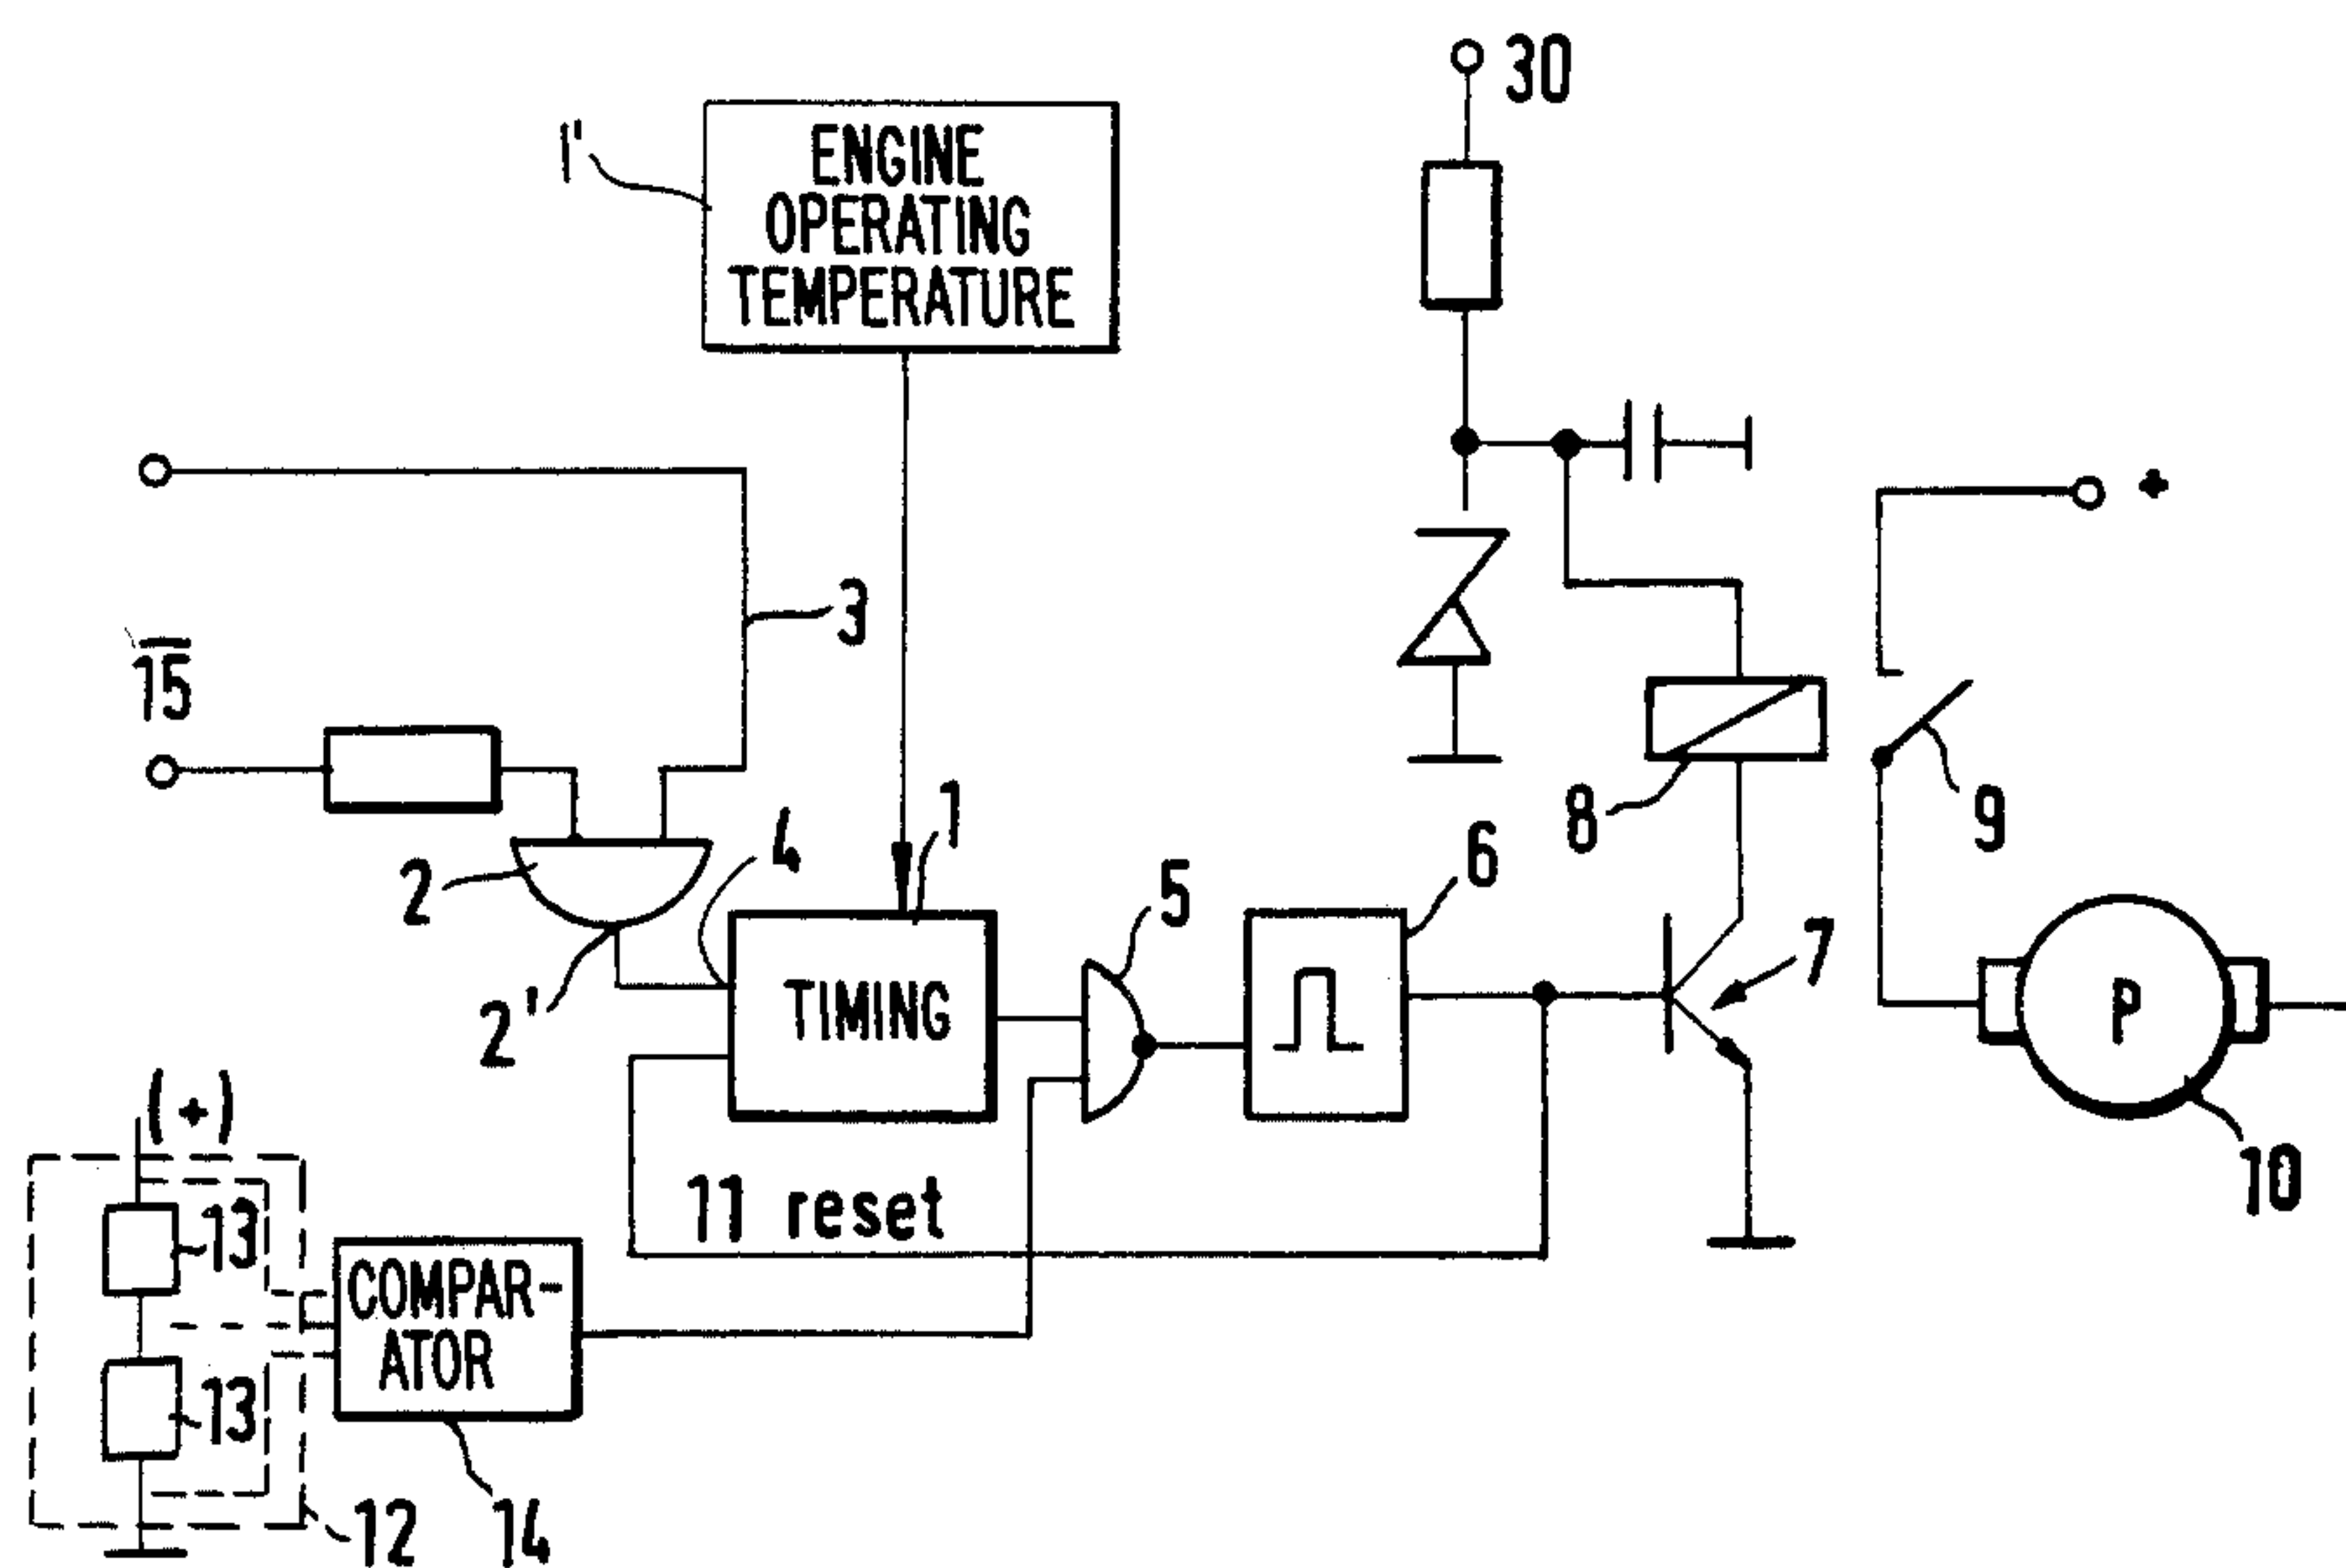 30
1'
ENGINE
OPERATING
TEMPERATURE
+
3
15
1
4
8
9
2
5
6
7
2'
TIMING
P
(+)
11 reset
10
13
COMPAR-
ATOR
13
12
14